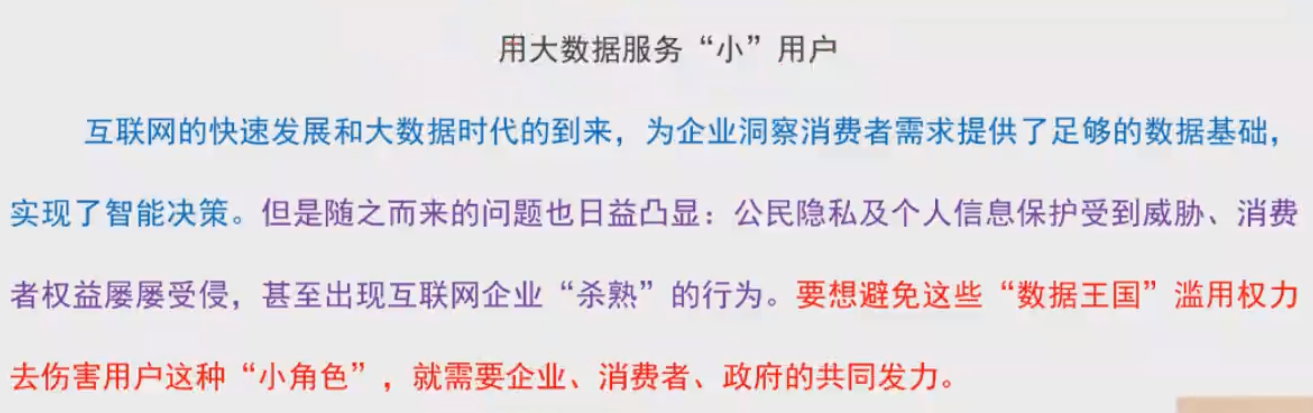 用大数据服务“小”用户
互联网的快速发展和大数据时代的到来，为企业洞察消费者需求提供了足够的数据基础，
实现了智能决策。但是随之而来的问题也日益凸显：公民隐私及个人信息保护受到威胁、消费
者权益屡屡受侵，甚至出现互联网企业“杀熟”的行为。要想避免这些“数据王国”滥用权力
去伤害用户这种“小角色”，就需要企业、消费者、政府的共同发力。